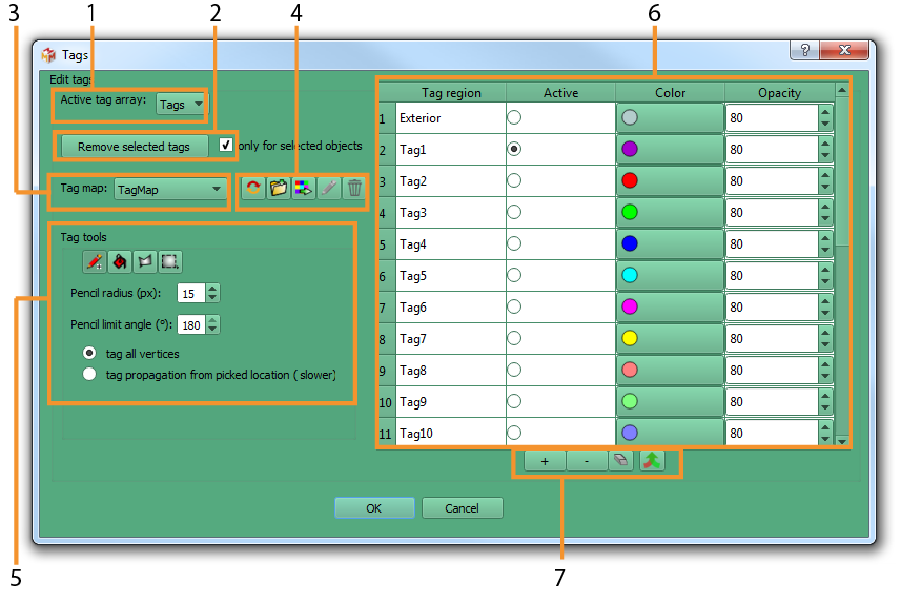 3 1 2 4 6
Tags
Edit tags
Active tag array: Tags
Remove selected tags only for selected objects
Tag map: TagMap
Tag tools
Pencil radius (px): 15
Pencil limit angle (°): 180
tag all vertices
tag propagation from picked location ( slower)
Tag region Active Color Opacity
1 Exterior 80
2 Tag1 80
3 Tag2 80
4 Tag3 80
5 Tag4 80
6 Tag5 80
7 Tag6 80
8 Tag7 80
9 Tag8 80
10 Tag9 80
11 Tag10 80
+ -
OK Cancel
5 7